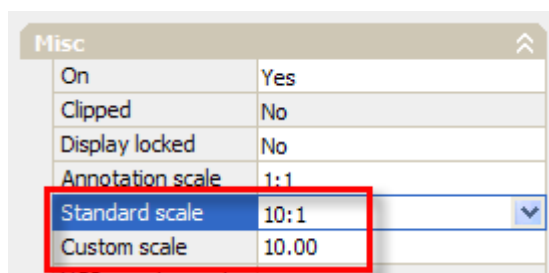 Misc
On Yes
Clipped No
Display locked No
Annotation scale 1:1
Standard scale 10:1
Custom scale 10.00